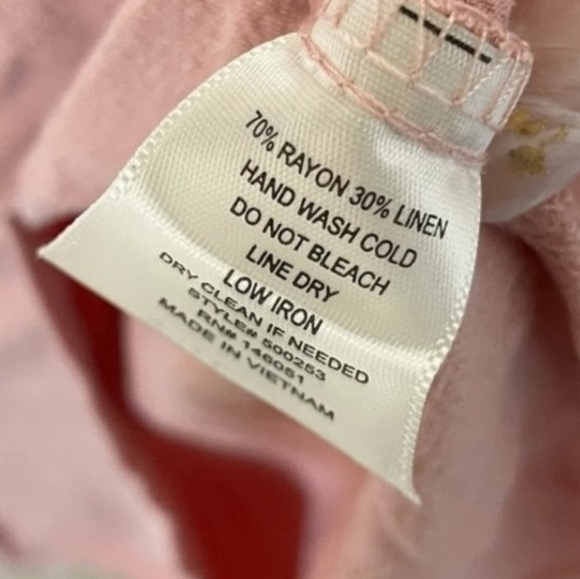 70% RAYON 30% LINEN
HAND WASH COLD
DO NOT BLEACH
LINE DRY
LOW IRON
DRY CLEAN IF NEEDED
STYLE# 500253
RN# 146051
MADE IN VIETNAM